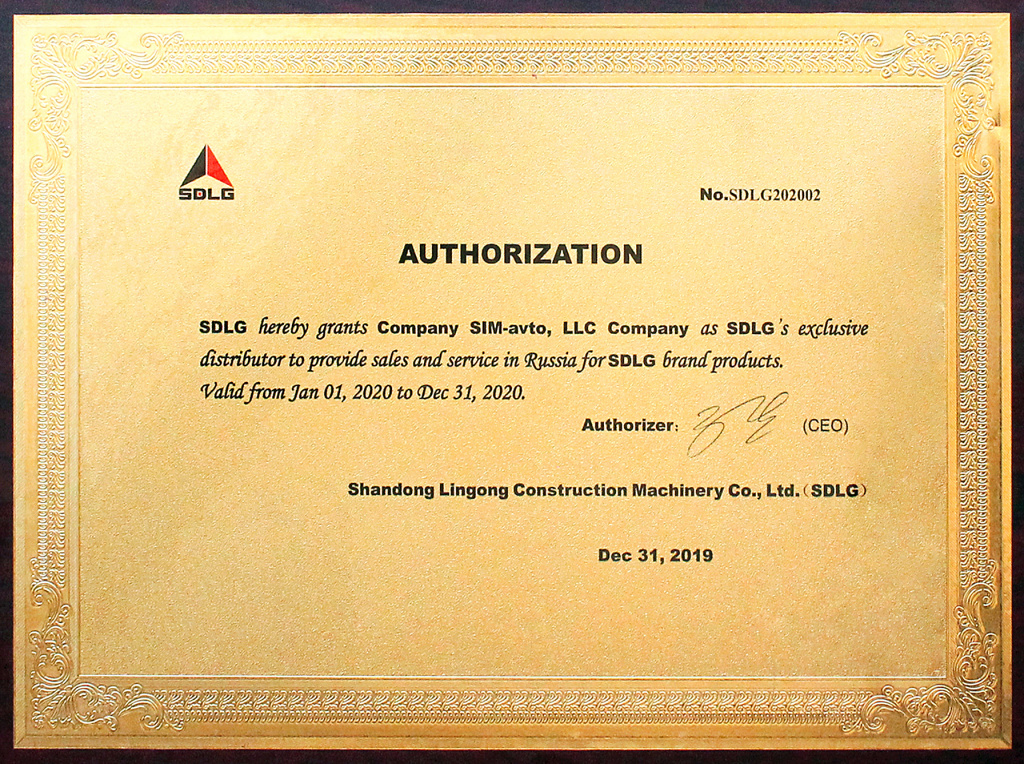 SDLG
No.SDLG202002
AUTHORIZATION
SDLG hereby grants Company SIM-avto, LLC Company as SDLG's exclusive
distributor to provide sales and service in Russia for SDLG brand products.
Valid from Jan 01, 2020 to Dec 31, 2020.
Authorizer: (CEO)
Shandong Lingong Construction Machinery Co., Ltd.(SDLG)
Dec 31, 2019